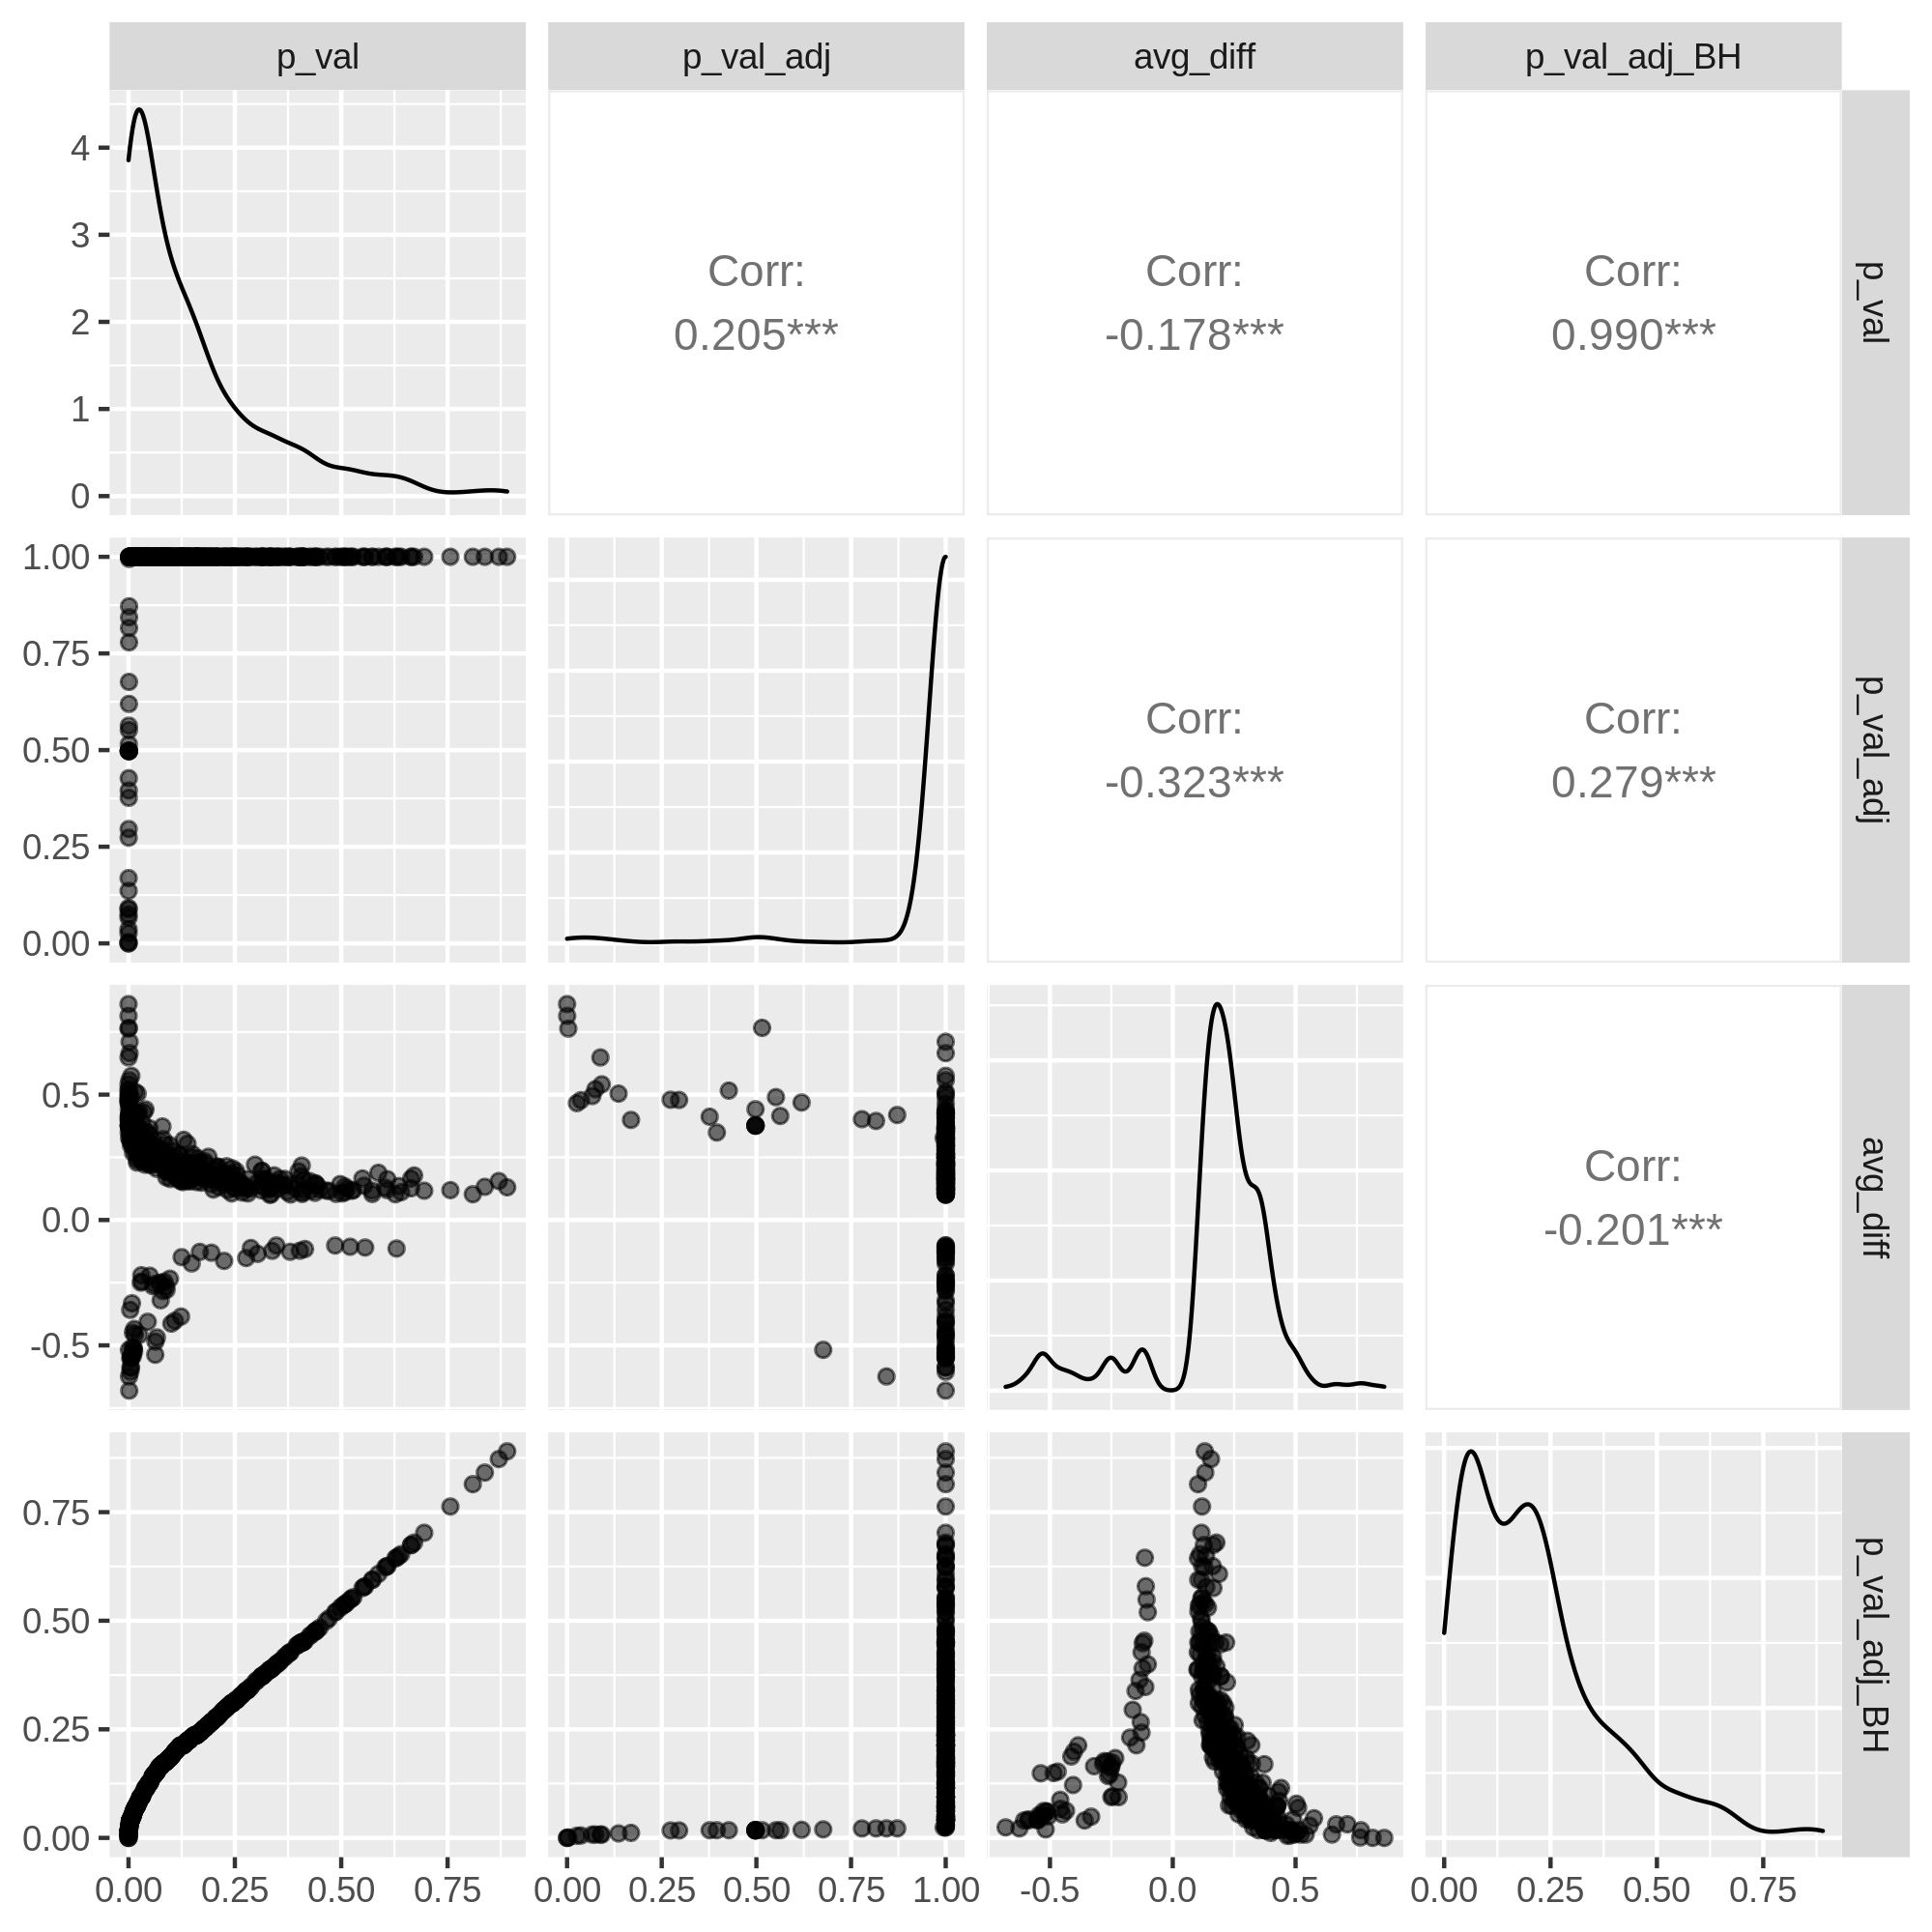 p_val p_val_adj avg_diff p_val_adj_BH
4
3
2
1
0
Corr:
0.205***
Corr:
-0.178***
Corr:
0.990***
p_val
1.00
0.75
0.50
0.25
0.00
Corr:
-0.323***
Corr:
0.279***
p_val_adj
0.5
0.0
-0.5
Corr:
-0.201***
avg_diff
0.75
0.50
0.25
0.00
p_val_adj_BH
0.00 0.25 0.50 0.75
0.00 0.25 0.50 0.75 1.00
-0.5 0.0 0.5
0.00 0.25 0.50 0.75